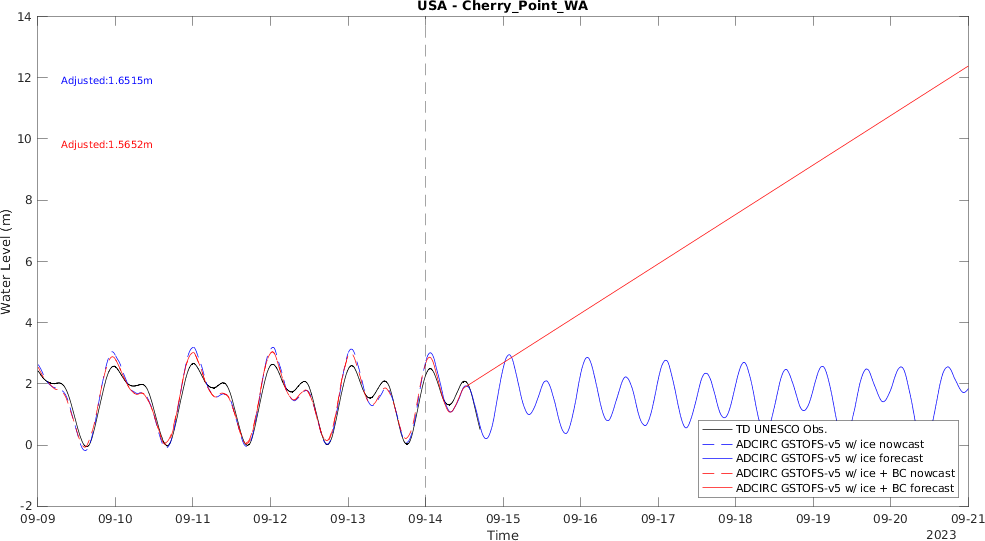 USA - Cherry_Point_WA
14
12
10
8
6
4
2
0
-2
Water Level (m)
Adjusted:1.6515m
Adjusted:1.5652m
TD UNESCO Obs.
ADCIRC GSTOFS-v5 w/ ice nowcast
ADCIRC GSTOFS-v5 w/ ice forecast
ADCIRC GSTOFS-v5 w/ ice + BC nowcast
ADCIRC GSTOFS-v5 w/ ice + BC forecast
09-09 09-10 09-11 09-12 09-13 09-14 09-15 09-16 09-17 09-18 09-19 09-20 09-21
Time
2023